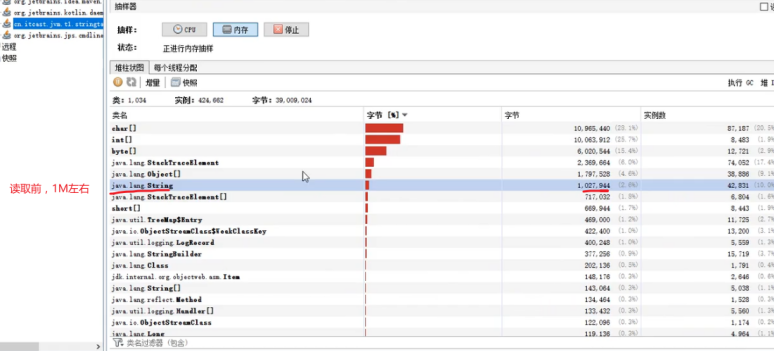 org.jetbrains.idea.maven.
org.jetbrains.kotlin.daem
cn.itcast.jvm.t1.stringta
org.jetbrains.jps.cmdline
远程
快照
读取前，1M左右
抽样器
抽样： CPU 内存 停止
状态： 正进行内存抽样
堆柱状图 每个线程分配
增量 快照 执行 GC 堆
类：1,034 实例：424,662 字节：39,009,024
类名 字节 [%] 字节 实例数
char[] 10,965,440 (28.1%) 87,187 (20.5%
int[] 10,063,912 (25.7%) 8,483 (1.9%
byte[] 6,020,544 (15.4%) 12,721 (2.9%
java.lang.StackTraceElement 2,369,664 (6.0%) 74,052 (17.4%
java.lang.Object[] 1,797,528 (4.6%) 38,886 (9.1%
java.lang.String 1,027,944 (2.6%) 42,831 (10.0%
java.lang.StackTraceElement[] 717,032 (1.8%) 6,804 (1.6%
short[] 669,944 (1.7%) 8,443 (1.9%
java.util.TreeMap$Entry 469,000 (1.2%) 11,725 (2.7%
java.io.ObjectStreamClass$WeakClassKey 422,400 (1.0%) 13,200 (3.1%
java.util.logging.LogRecord 400,248 (1.0%) 5,559 (1.3%
java.lang.StringBuilder 377,256 (0.9%) 15,719 (3.7%
java.lang.Class 202,136 (0.5%) 1,791 (0.4%
jdk.internal.org.objectweb.asm.Item 148,176 (0.3%) 2,646 (0.6%
java.lang.String[] 143,064 (0.3%) 5,038 (1.1%
java.lang.reflect.Method 134,464 (0.3%) 1,528 (0.3%
java.util.logging.Handler[] 133,432 (0.3%) 5,560 (1.3%
java.io.ObjectStreamClass 122,096 (0.3%) 1,174 (0.2%
java.lang.Long 119,136 (0.3%) 4,964 (1.1%
类名过滤器（包含）